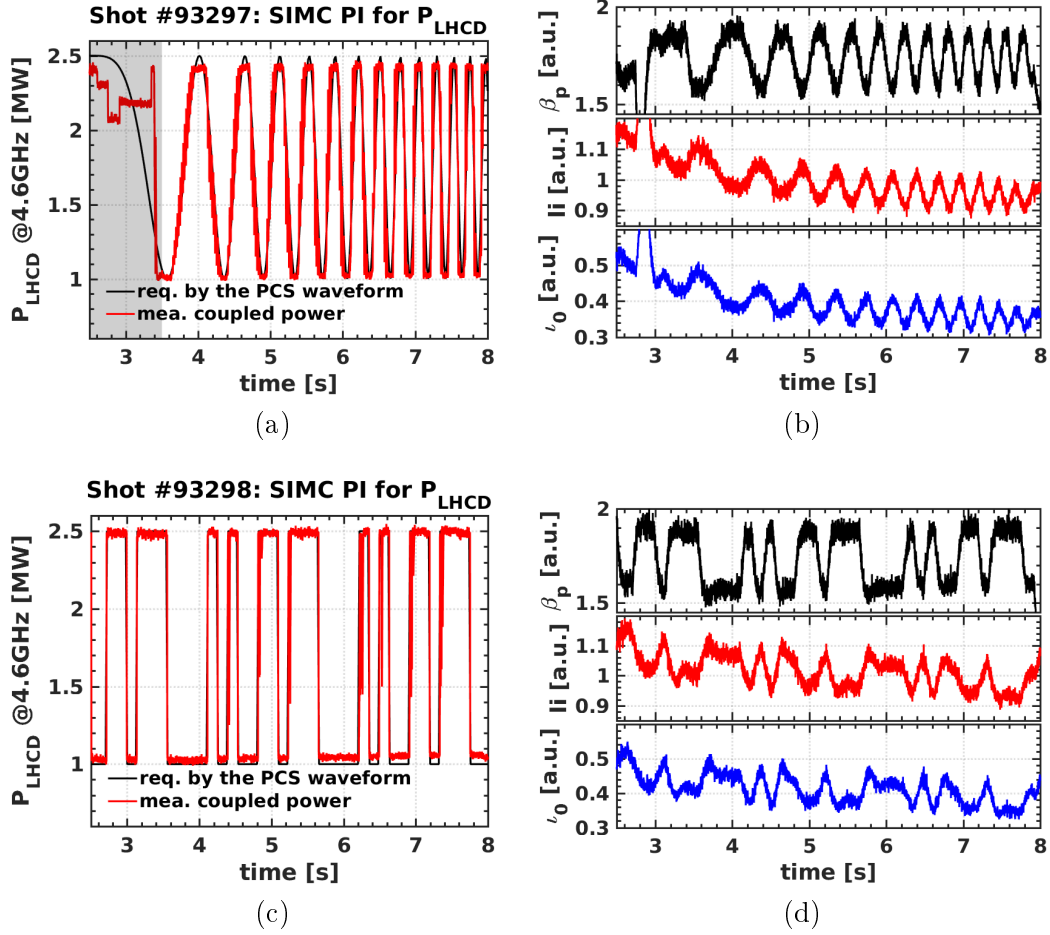 Shot #93297: SIMC PI for P_LHCD
P_LHCD @4.6GHz [MW]
2.5
2
1.5
1
req. by the PCS waveform
mea. coupled power
3 4 5 6 7 8
time [s]
(a)
β_p [a.u.]
2
1.5
li [a.u.]
1.1
1
0.9
ι_0 [a.u.]
0.5
0.4
0.3
3 4 5 6 7 8
time [s]
(b)
Shot #93298: SIMC PI for P_LHCD
P_LHCD @4.6GHz [MW]
2.5
2
1.5
1
req. by the PCS waveform
mea. coupled power
3 4 5 6 7 8
time [s]
(c)
β_p [a.u.]
2
1.5
li [a.u.]
1.1
1
0.9
ι_0 [a.u.]
0.5
0.4
0.3
3 4 5 6 7 8
time [s]
(d)